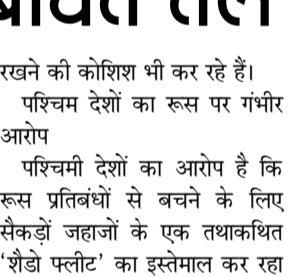 रखने की कोशिश भी कर रहे हैं।
पश्चिम देशों का रूस पर गंभीर
आरोप
पश्चिमी देशों का आरोप है कि
रूस प्रतिबंधों से बचने के लिए
सैकड़ों जहाजों के एक तथाकथित
‘शैडो फ्लीट’ का इस्तेमाल कर रहा